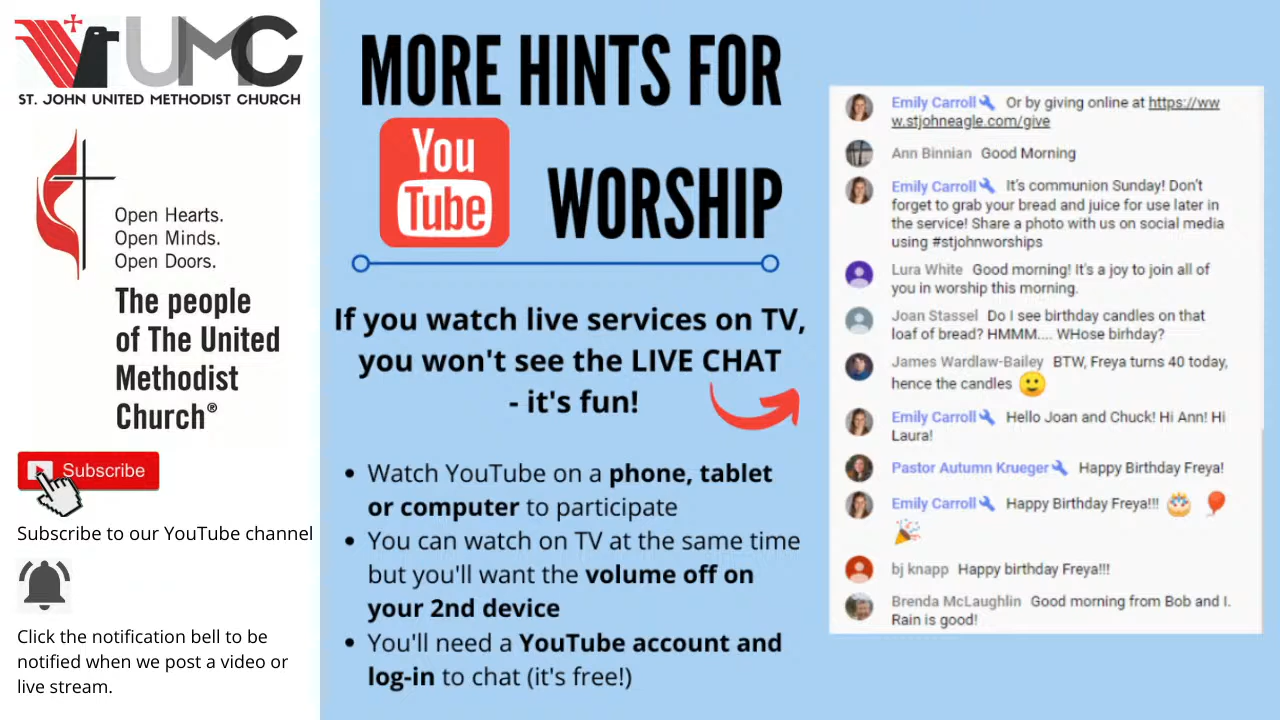 UMC
ST. JOHN UNITED METHODIST CHURCH
Open Hearts.
Open Minds.
Open Doors.
The people
of The United
Methodist
Church®
Subscribe
Subscribe to our YouTube channel
Click the notification bell to be
notified when we post a video or
live stream.
MORE HINTS FOR
You
Tube
WORSHIP
If you watch live services on TV,
you won't see the LIVE CHAT
- it's fun!
• Watch YouTube on a phone, tablet
or computer to participate
• You can watch on TV at the same time
but you'll want the volume off on
your 2nd device
• You'll need a YouTube account and
log-in to chat (it's free!)
Emily Carroll Or by giving online at https://ww
w.stjohneagle.com/give
Ann Binnian Good Morning
Emily Carroll It's communion Sunday! Don't
forget to grab your bread and juice for use later in
the service! Share a photo with us on social media
using #stjohnworships
Lura White Good morning! It's a joy to join all of
you in worship this morning.
Joan Stassel Do I see birthday candles on that
loaf of bread? HMMM.... WHose birhday?
James Wardlaw-Bailey BTW, Freya turns 40 today,
hence the candles 🙂
Emily Carroll Hello Joan and Chuck! Hi Ann! Hi
Laura!
Pastor Autumn Krueger Happy Birthday Freya!
Emily Carroll Happy Birthday Freya!!! 🎂 🎈
🎉
bj knapp Happy birthday Freya!!!
Brenda McLaughlin Good morning from Bob and I.
Rain is good!